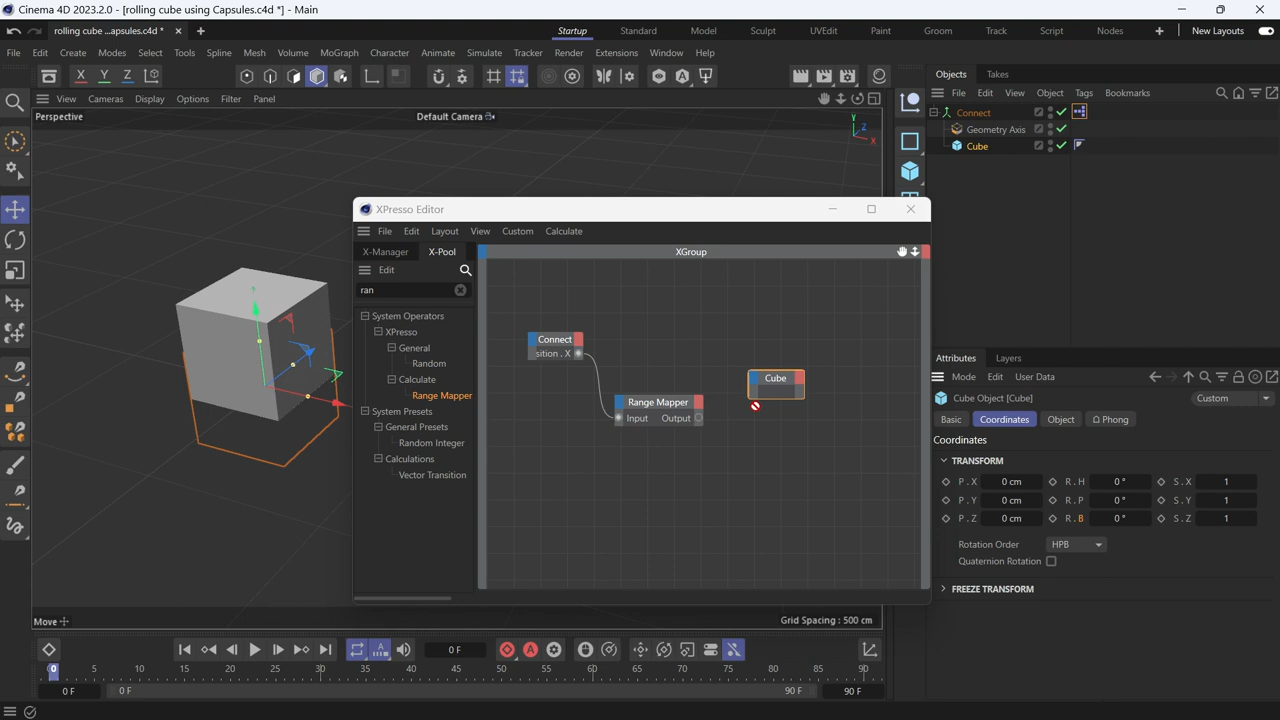 Cinema 4D 2023.2.0 - [rolling cube using Capsules.c4d *] - Main
rolling cube ...apsules.c4d *
Startup
Standard
Model
Sculpt
UVEdit
Paint
Groom
Track
Script
Nodes
New Layouts
File Edit Create Modes Select Tools Spline Mesh Volume MoGraph Character Animate Simulate Tracker Render Extensions Window Help
X Y Z
Objects Takes
View Cameras Display Options Filter Panel
File Edit View Object Tags Bookmarks
Perspective
Default Camera
Y
Z
X
Connect
Geometry Axis
Cube
XPresso Editor
File Edit Layout View Custom Calculate
X-Manager X-Pool
XGroup
Edit
ran
System Operators
XPresso
General
Random
Calculate
Range Mapper
System Presets
General Presets
Random Integer
Calculations
Vector Transition
Connect
sition . X
Range Mapper
Input Output
Cube
Attributes Layers
Mode Edit User Data
Cube Object [Cube]
Custom
Basic Coordinates Object Phong
Coordinates
TRANSFORM
P . X 0 cm R . H 0 ° S . X 1
P . Y 0 cm R . P 0 ° S . Y 1
P . Z 0 cm R . B 0 ° S . Z 1
Rotation Order HPB
Quaternion Rotation
FREEZE TRANSFORM
Move
Grid Spacing : 500 cm
0 F
0 5 10 15 20 25 30 35 40 45 50 55 60 65 70 75 80 85 90
0 F 0 F 90 F 90 F